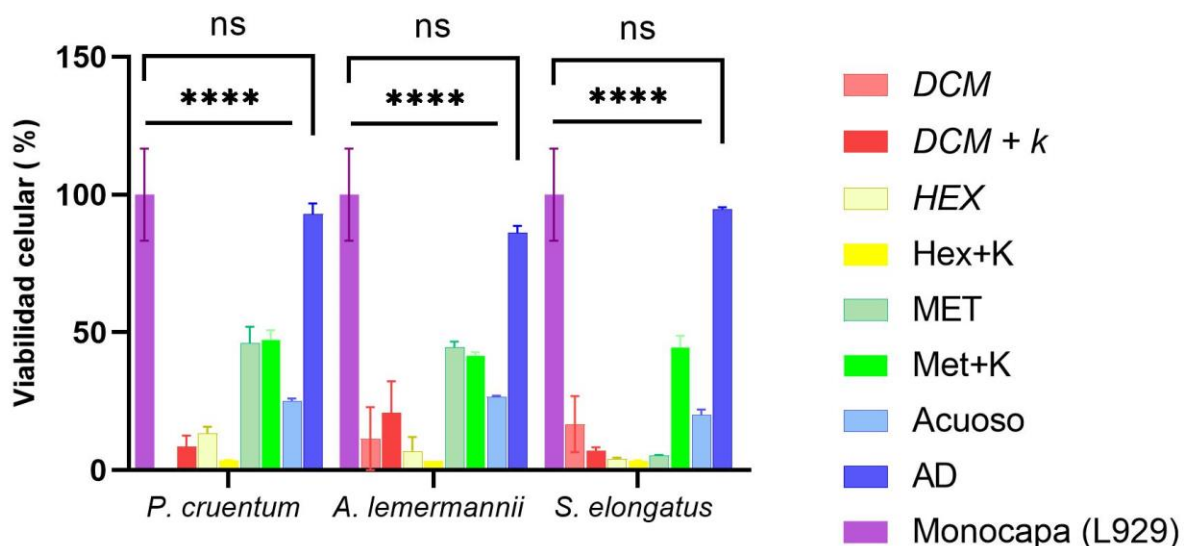 ns ns ns
**** **** ****
Viabilidad celular ( %)
150
100
50
0
P. cruentum A. lemermannii S. elongatus
DCM
DCM + k
HEX
Hex+K
MET
Met+K
Acuoso
AD
Monocapa (L929)